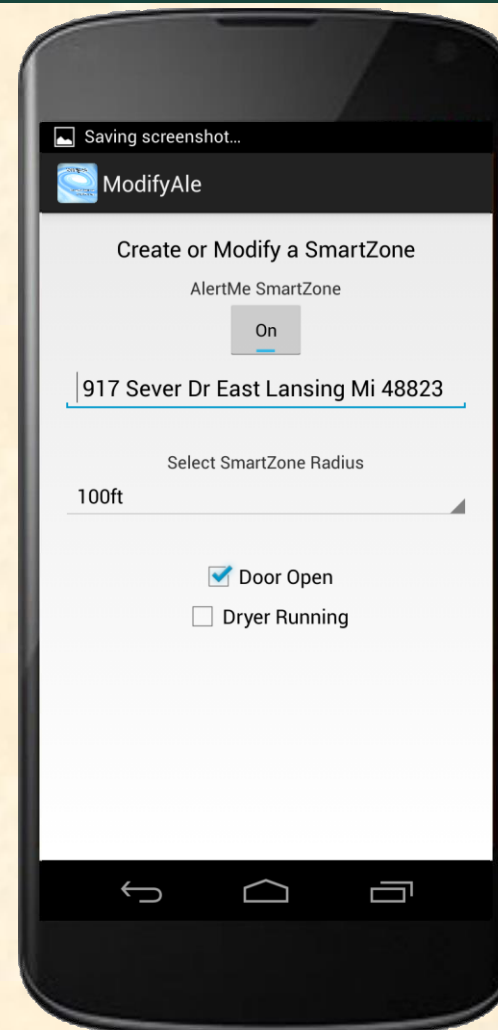 Saving screenshot...
ModifyAle
Create or Modify a SmartZone
AlertMe SmartZone
On
917 Sever Dr East Lansing Mi 48823
Select SmartZone Radius
100ft
Door Open
Dryer Running